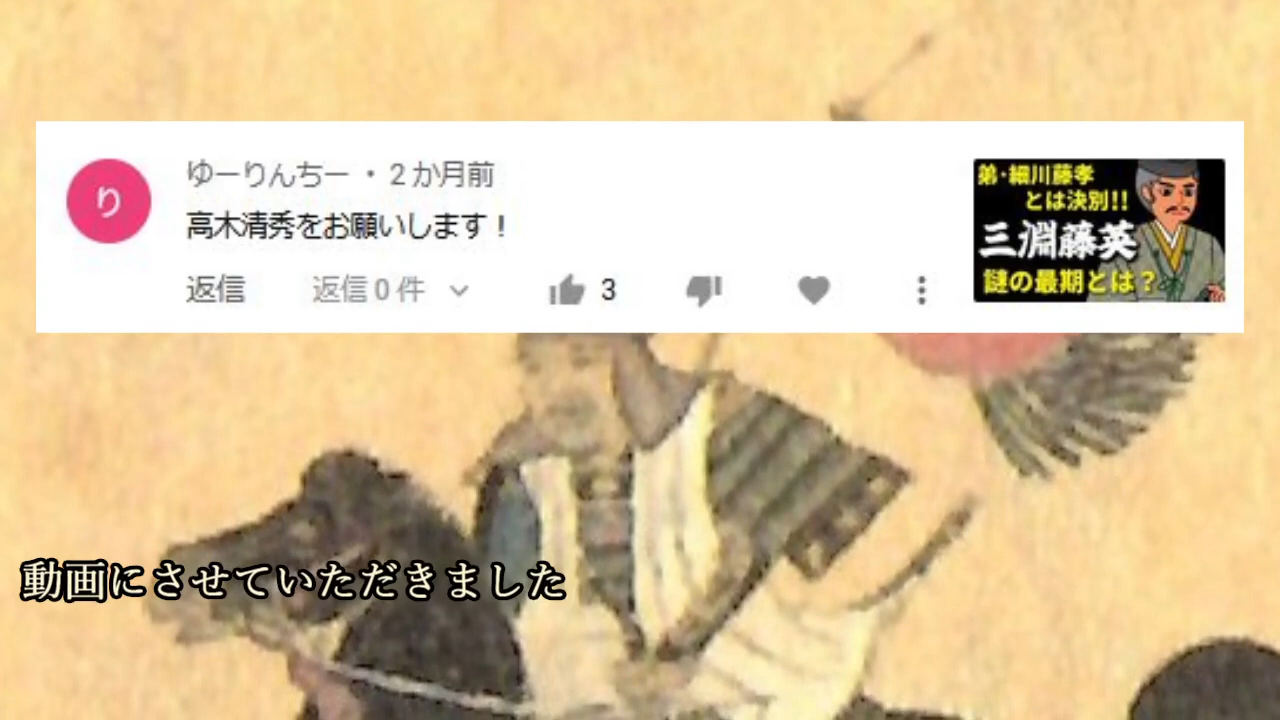 り
ゆーりんちー・2か月前
高木清秀をお願いします！
返信 返信0件 3
弟・細川藤孝
とは決別!!
三淵藤英
謎の最期とは？
動画にさせていただきました